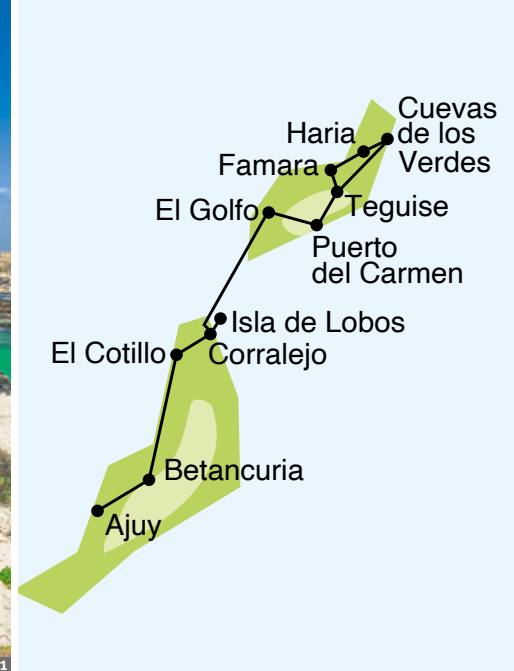 Cuevas
de los
Verdes
Haria
Famara
Teguise
El Golfo
Puerto
del Carmen
Isla de Lobos
Corralejo
El Cotillo
Betancuria
Ajuy
1